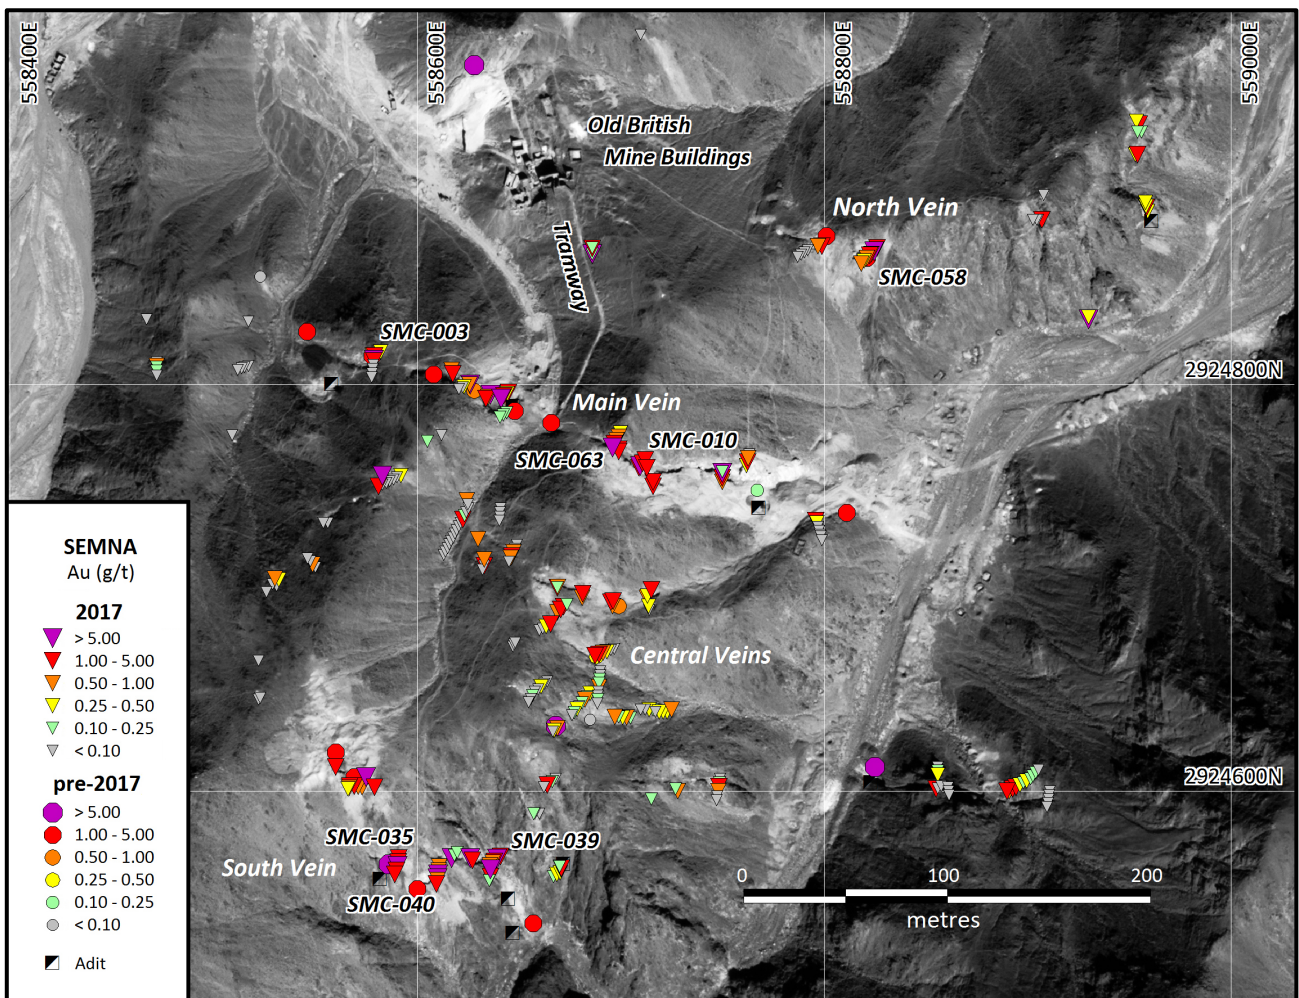 558400E
558600E
558800E
559000E
Old British
Mine Buildings
Tramway
North Vein
SMC-058
SMC-003
2924800N
Main Vein
SMC-010
SMC-063
SEMNA
Au (g/t)
2017
> 5.00
1.00 - 5.00
0.50 - 1.00
0.25 - 0.50
0.10 - 0.25
< 0.10
pre-2017
> 5.00
1.00 - 5.00
0.50 - 1.00
0.25 - 0.50
0.10 - 0.25
< 0.10
Adit
Central Veins
2924600N
SMC-035
SMC-039
South Vein
SMC-040
0 100 200
metres